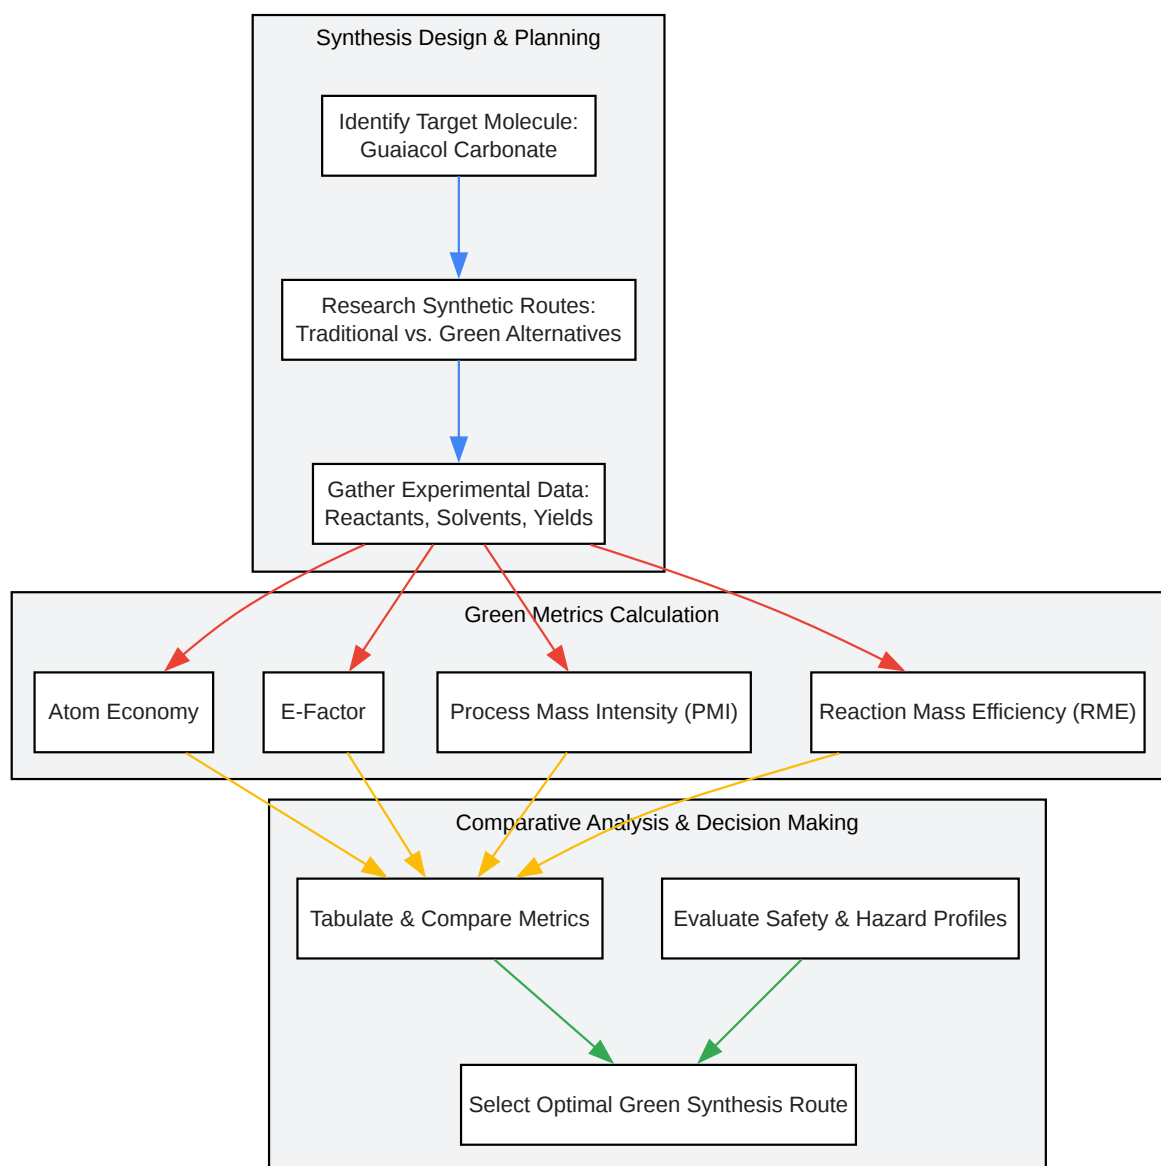 Synthesis Design & Planning
Identify Target Molecule:
Guaiacol Carbonate
Research Synthetic Routes:
Traditional vs. Green Alternatives
Gather Experimental Data:
Reactants, Solvents, Yields
Green Metrics Calculation
Atom Economy
E-Factor
Process Mass Intensity (PMI)
Reaction Mass Efficiency (RME)
Comparative Analysis & Decision Making
Tabulate & Compare Metrics
Evaluate Safety & Hazard Profiles
Select Optimal Green Synthesis Route